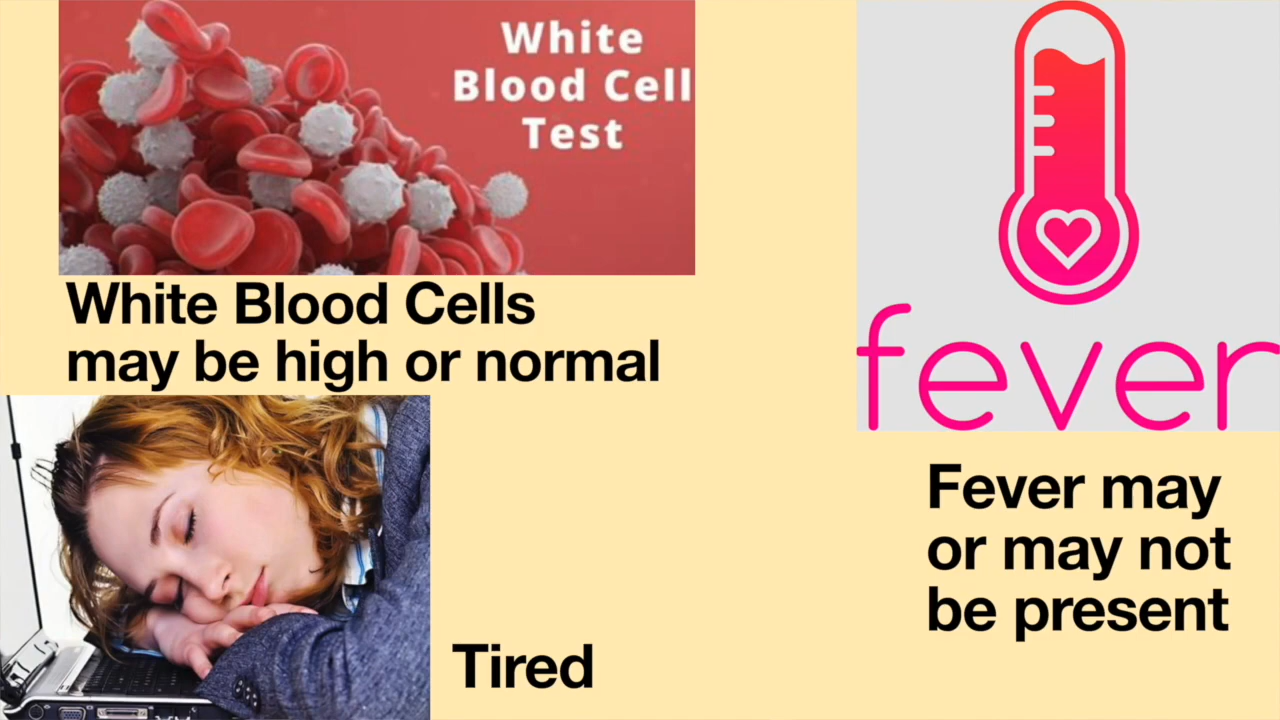 White
Blood Cell
Test
White Blood Cells
may be high or normal
fever
Fever may
or may not
be present
Tired